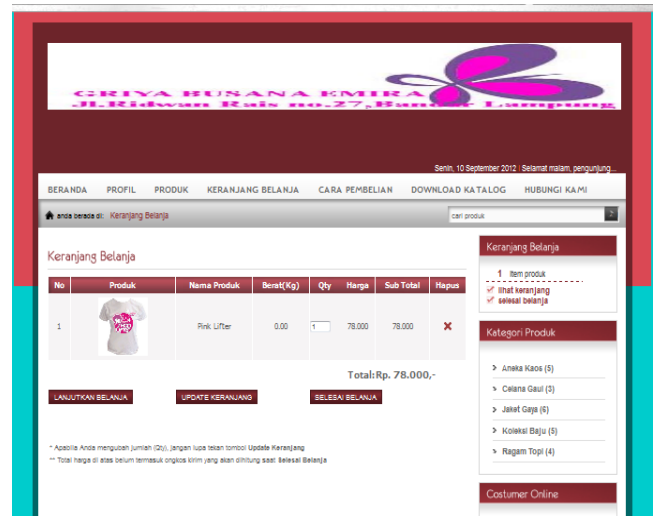 GRIYA BUSANA EMIRA
Jl.Ridwan Rais no.27,Bandar Lampung
Senin, 10 September 2012 | Selamat malam, pengunjung...
BERANDA PROFIL PRODUK KERANJANG BELANJA CARA PEMBELIAN DOWNLOAD KATALOG HUBUNGI KAMI
anda berada di: Keranjang Belanja
cari produk
Keranjang Belanja
No Produk Nama Produk Berat(Kg) Qty Harga Sub Total Hapus
1 Pink Lifter 0.00 1 78.000 78.000
Total:Rp. 78.000,-
LANJUTKAN BELANJA UPDATE KERANJANG SELESAI BELANJA
* Apabila Anda mengubah jumlah (Qty), jangan lupa tekan tombol Update Keranjang
** Total harga di atas belum termasuk ongkos kirim yang akan dihitung saat Selesai Belanja
Keranjang Belanja
1 item produk
lihat keranjang
selesai belanja
Kategori Produk
Aneka Kaos (5)
Celana Gaul (3)
Jaket Gaya (6)
Koleksi Baju (5)
Ragam Topi (4)
Costumer Online